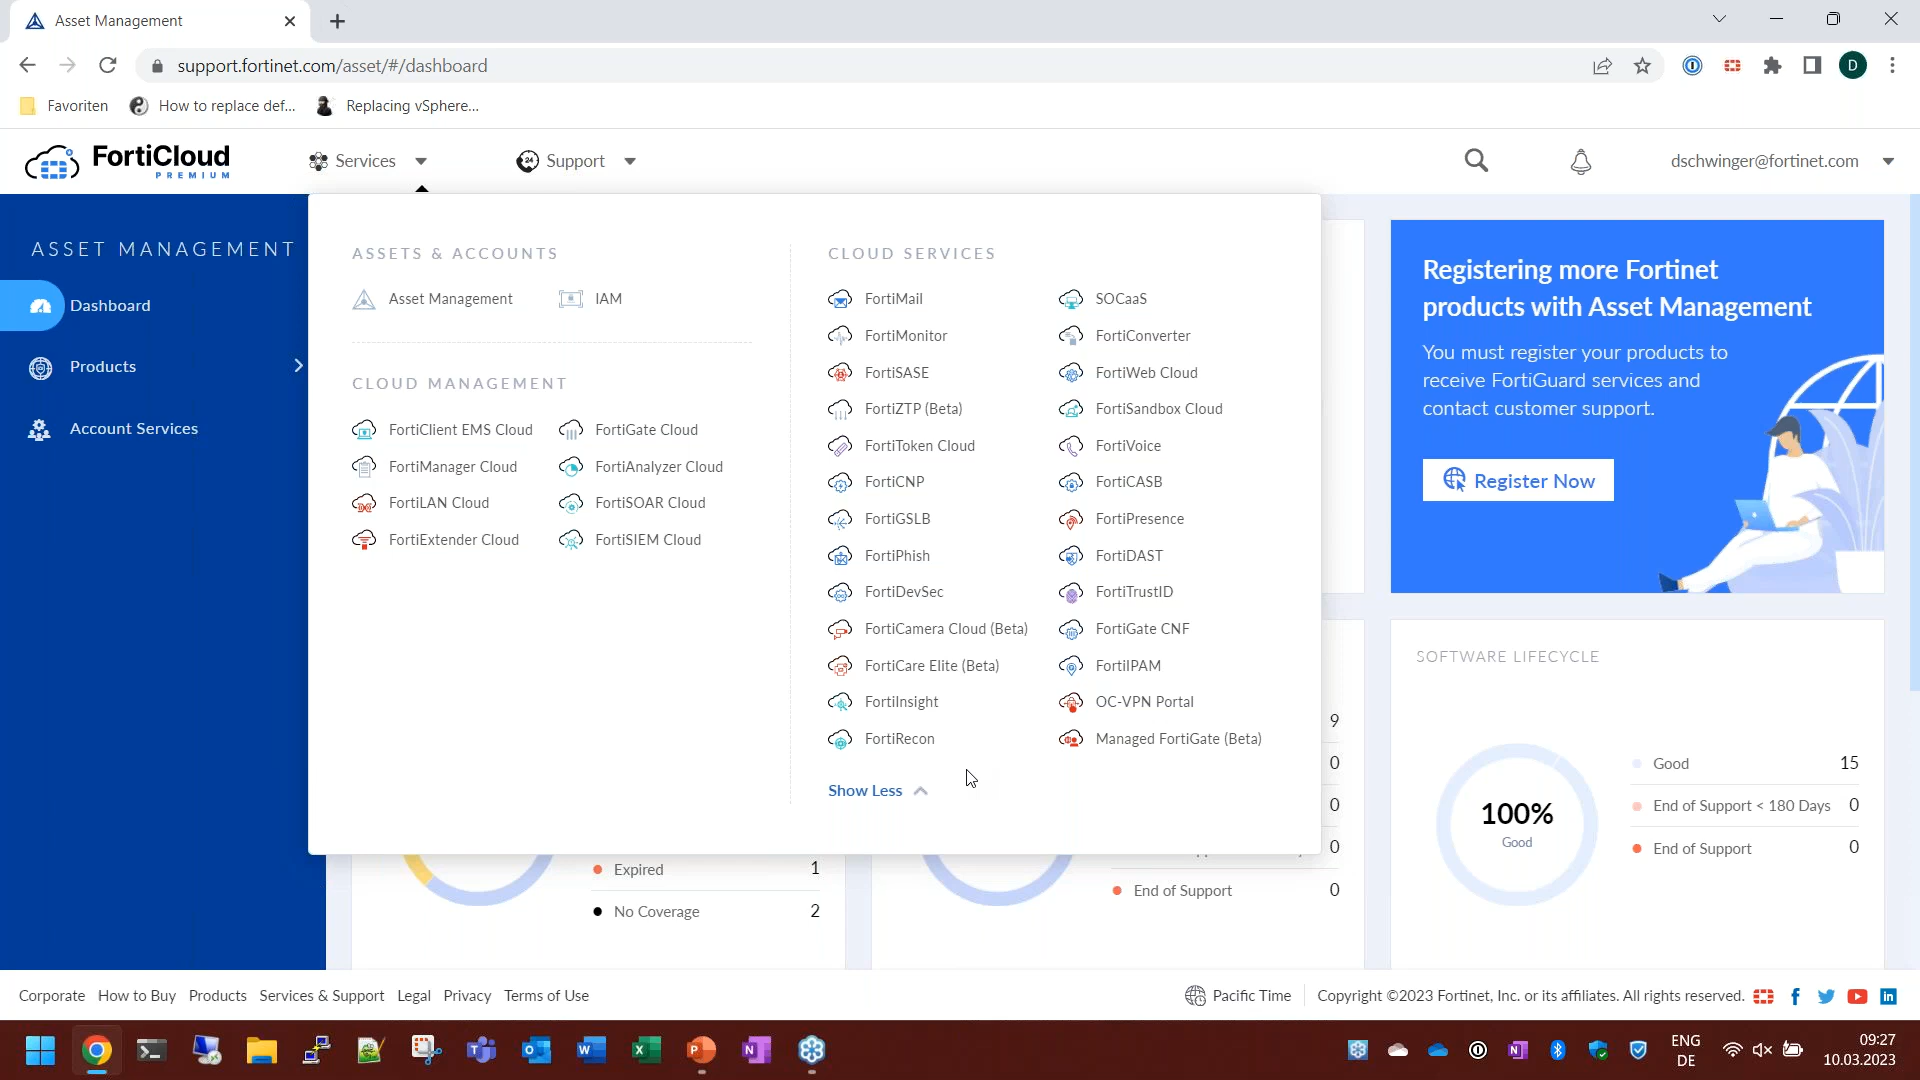 Asset Management
support.fortinet.com/asset/#/dashboard
D
Favoriten
How to replace def...
Replacing vSphere...
FortiCloud
PREMIUM
Services
24
Support
dschwinger@fortinet.com
ASSET MANAGEMENT
Dashboard
Products
Account Services
ASSETS & ACCOUNTS
Asset Management
IAM
CLOUD MANAGEMENT
FortiClient EMS Cloud
FortiGate Cloud
FortiManager Cloud
FortiAnalyzer Cloud
FortiLAN Cloud
FortiSOAR Cloud
FortiExtender Cloud
FortiSIEM Cloud
CLOUD SERVICES
FortiMail
SOCaaS
FortiMonitor
FortiConverter
FortiSASE
FortiWeb Cloud
FortiZTP (Beta)
FortiSandbox Cloud
FortiToken Cloud
FortiVoice
FortiCNP
FortiCASB
FortiGSLB
FortiPresence
FortiPhish
FortiDAST
FortiDevSec
FortiTrustID
FortiCamera Cloud (Beta)
FortiGate CNF
FortiCare Elite (Beta)
FortiIPAM
FortiInsight
OC-VPN Portal
FortiRecon
Managed FortiGate (Beta)
Show Less
Registering more Fortinet
products with Asset Management
You must register your products to
receive FortiGuard services and
contact customer support.
Register Now
Expired 1
No Coverage 2
9
0
0
0
End of Support 0
SOFTWARE LIFECYCLE
100%
Good
Good 15
End of Support < 180 Days 0
End of Support 0
Corporate How to Buy Products Services & Support Legal Privacy Terms of Use
Pacific Time
Copyright ©2023 Fortinet, Inc. or its affiliates. All rights reserved.
ENG
DE
09:27
10.03.2023